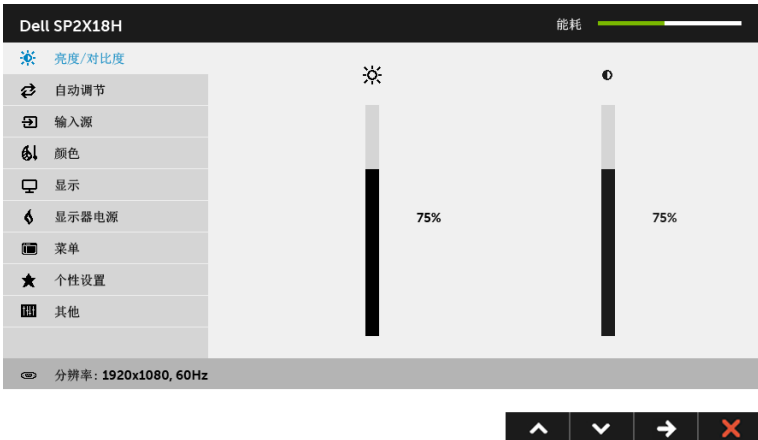 Dell SP2X18H
能耗
亮度/对比度
自动调节
输入源
颜色
显示
显示器电源
菜单
个性设置
其他
75%
75%
分辨率: 1920x1080, 60Hz